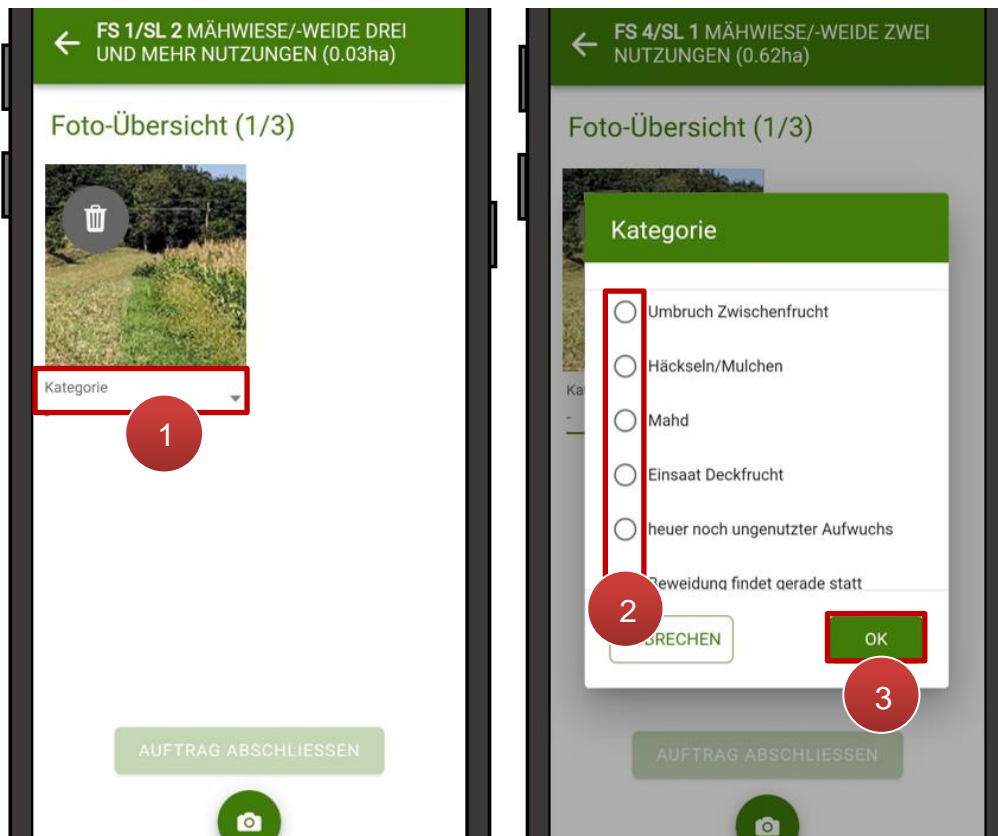 FS 1/SL 2 MÄHWIESE/-WEIDE DREI
UND MEHR NUTZUNGEN (0.03ha)
Foto-Übersicht (1/3)
Kategorie
1
AUFTRAG ABSCHLIESSEN
FS 4/SL 1 MÄHWIESE/-WEIDE ZWEI
NUTZUNGEN (0.62ha)
Foto-Übersicht (1/3)
Kategorie
Umbruch Zwischenfrucht
Häckseln/Mulchen
Ka
Mahd
-
Einsaat Deckfrucht
heuer noch ungenutzter Aufwuchs
Beweidung findet gerade statt
2
BRECHEN
OK
3
AUFTRAG ABSCHLIESSEN